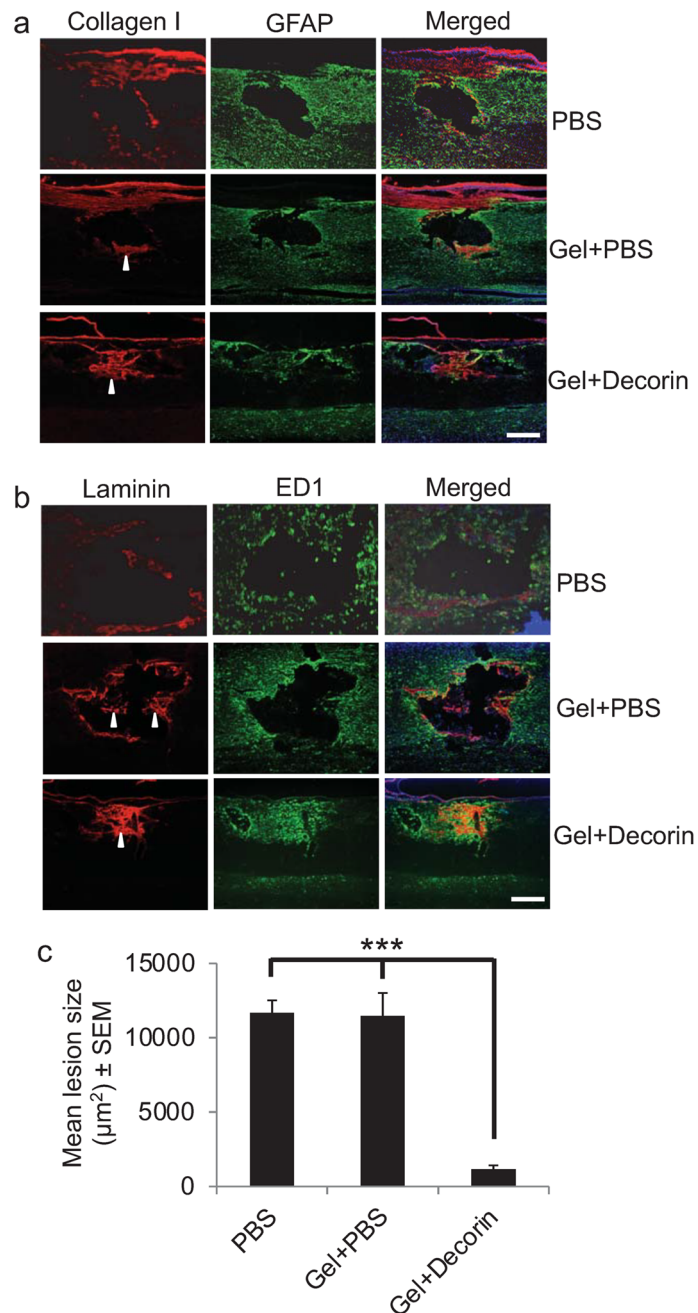 a
Collagen I GFAP Merged
PBS
Gel+PBS
Gel+Decorin
b
Laminin ED1 Merged
PBS
Gel+PBS
Gel+Decorin
c
***
Mean lesion size
(µm²) ± SEM
15000
10000
5000
0
PBS
Gel+PBS
Gel+Decorin